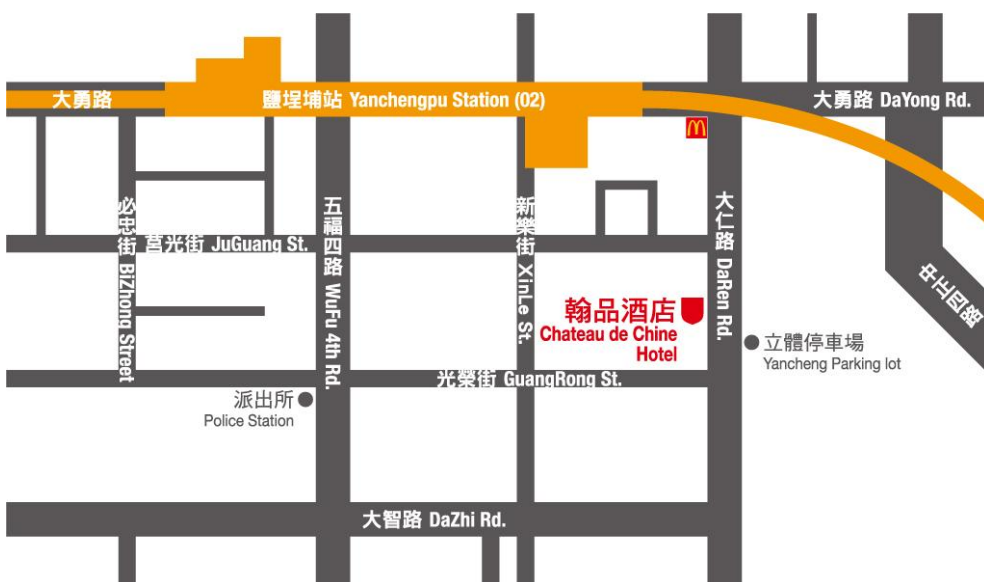 大勇路
鹽埕埔站 Yanchengpu Station (02)
大勇路 DaYong Rd.
必忠街 BiZhong Street
莒光街 JuGuang St.
五福四路 WuFu 4th Rd.
新樂街 XinLe St.
大仁路 DaRen Rd.
中正四路
翰品酒店
Chateau de Chine
Hotel
立體停車場
Yancheng Parking lot
光榮街 GuangRong St.
派出所
Police Station
大智路 DaZhi Rd.